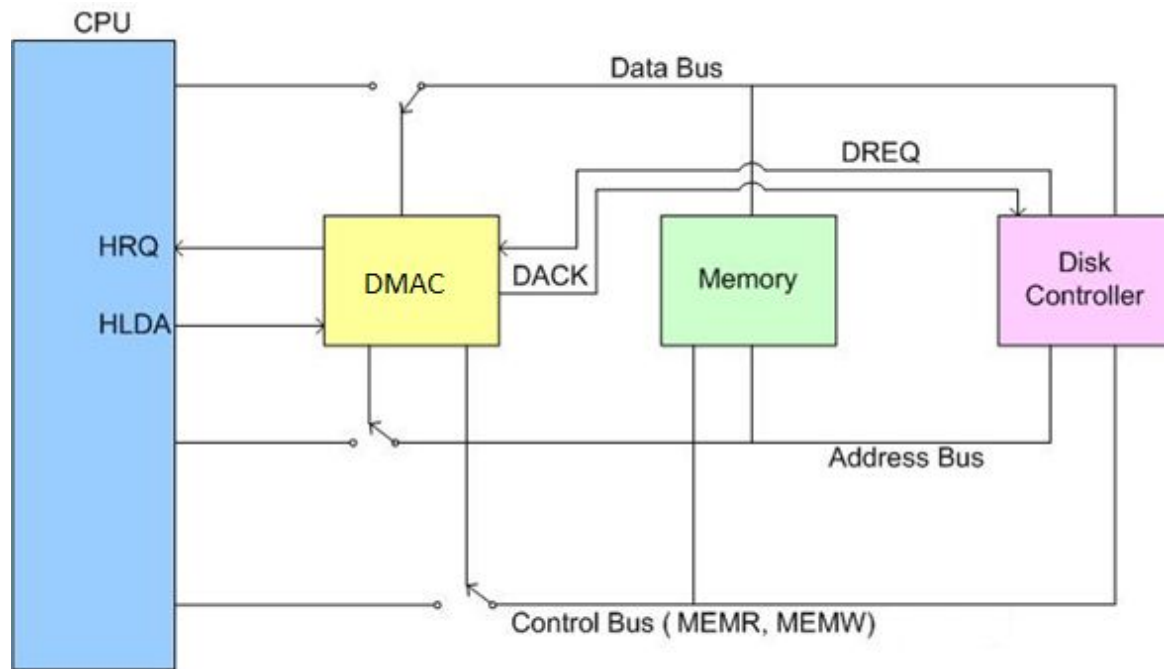 CPU
Data Bus
DREQ
HRQ
DMAC
DACK
Memory
Disk
Controller
HLDA
Address Bus
Control Bus ( MEMR, MEMW)